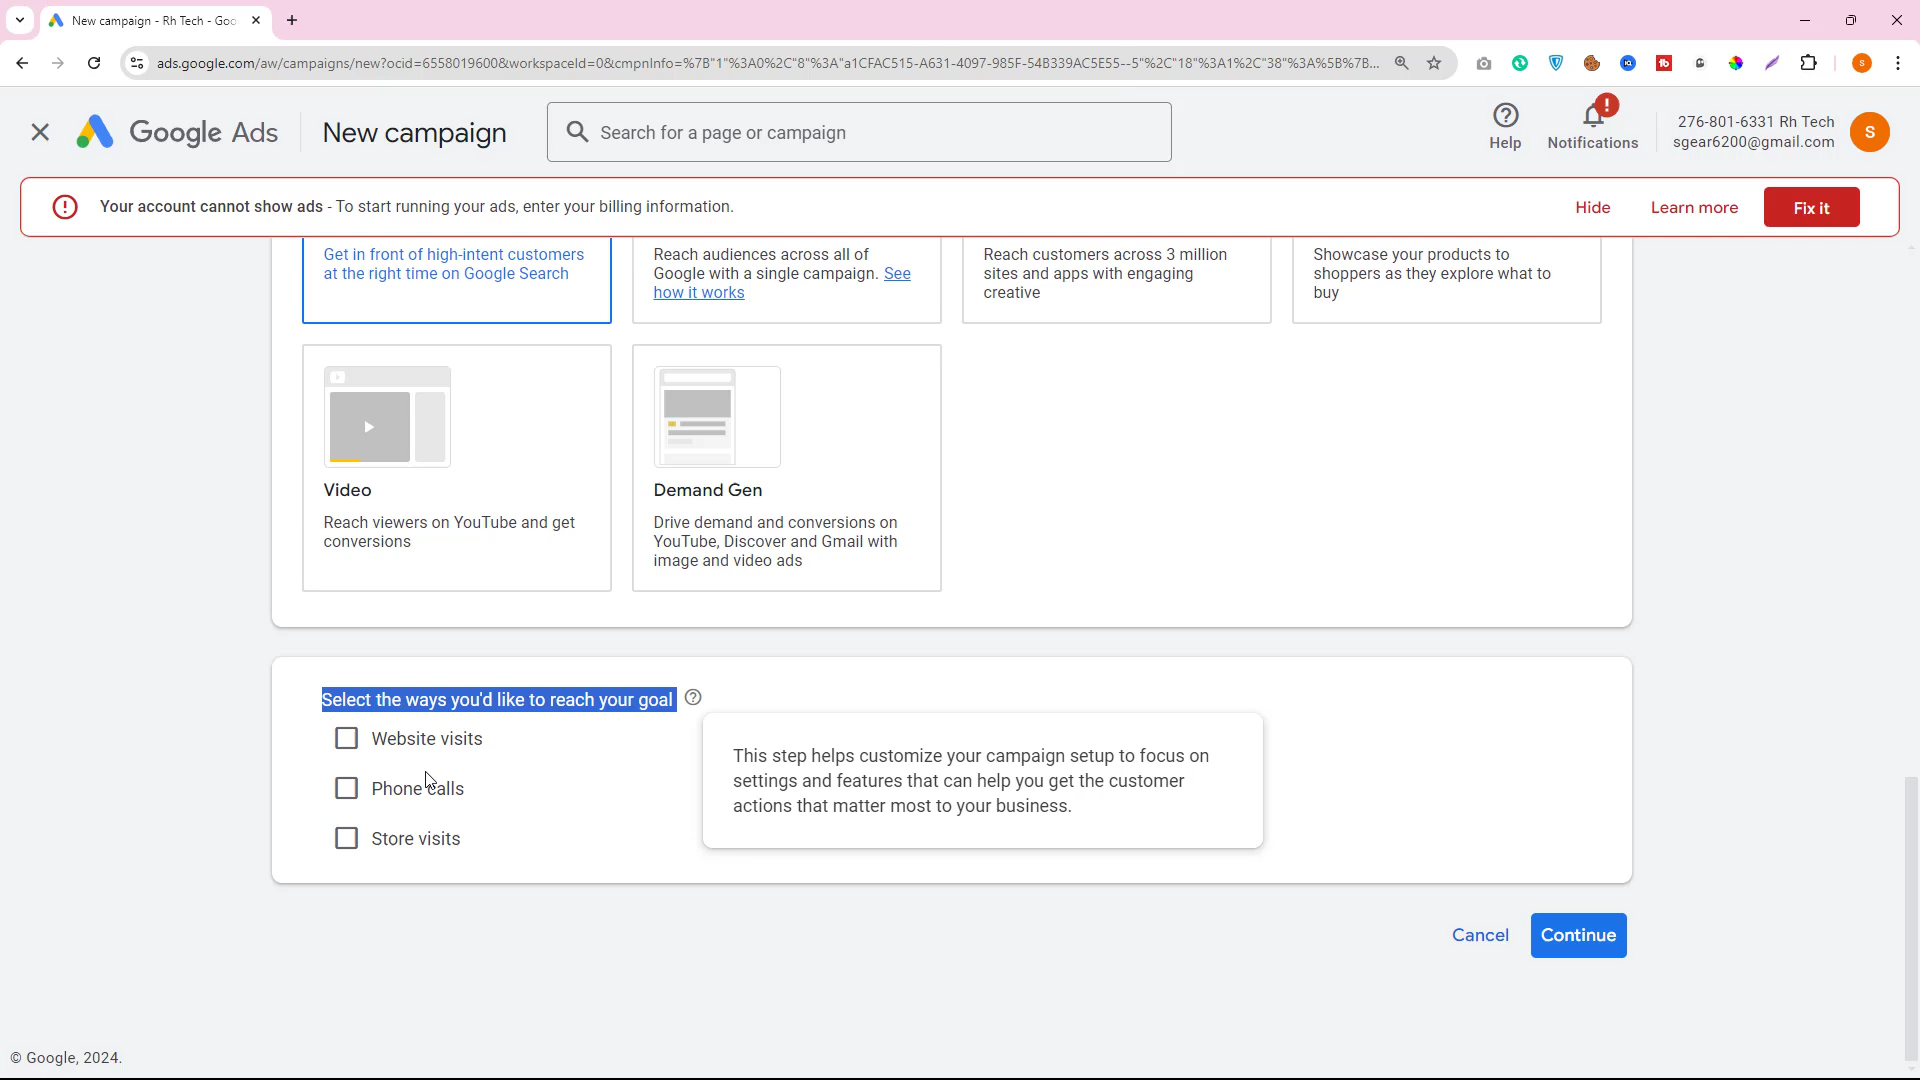 New campaign - Rh Tech - Goo
ads.google.com/aw/campaigns/new?ocid=6558019600&workspaceId=0&cmpnInfo=%7B"1"%3A0%2C"8"%3A"a1CFAC515-A631-4097-985F-54B339AC5E55--5"%2C"18"%3A1%2C"38"%3A%5B%7B...
Google Ads
New campaign
Search for a page or campaign
Help
Notifications
276-801-6331 Rh Tech
sgear6200@gmail.com
S
Your account cannot show ads - To start running your ads, enter your billing information.
Hide
Learn more
Fix it
Get in front of high-intent customers
at the right time on Google Search
Reach audiences across all of
Google with a single campaign. See
how it works
Reach customers across 3 million
sites and apps with engaging
creative
Showcase your products to
shoppers as they explore what to
buy
Video
Reach viewers on YouTube and get
conversions
Demand Gen
Drive demand and conversions on
YouTube, Discover and Gmail with
image and video ads
Select the ways you'd like to reach your goal
Website visits
Phone calls
Store visits
This step helps customize your campaign setup to focus on
settings and features that can help you get the customer
actions that matter most to your business.
Cancel
Continue
© Google, 2024.